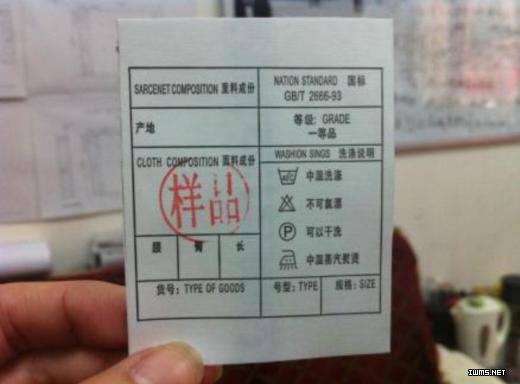 SARCENET COMPOSITION 里料成份
NATION STANDARD 国标
GB/T 2666-93
产地
等级: GRADE
一等品
CLOTH COMPOSITION 面料成份
样品
WASHION SINGS 洗涤说明
中温洗涤
不可氯漂
P 可以干洗
中温蒸汽熨烫
腰
臀
长
货号: TYPE OF GOODS
号型: TYPE
规格: SIZE
IWMS.NET